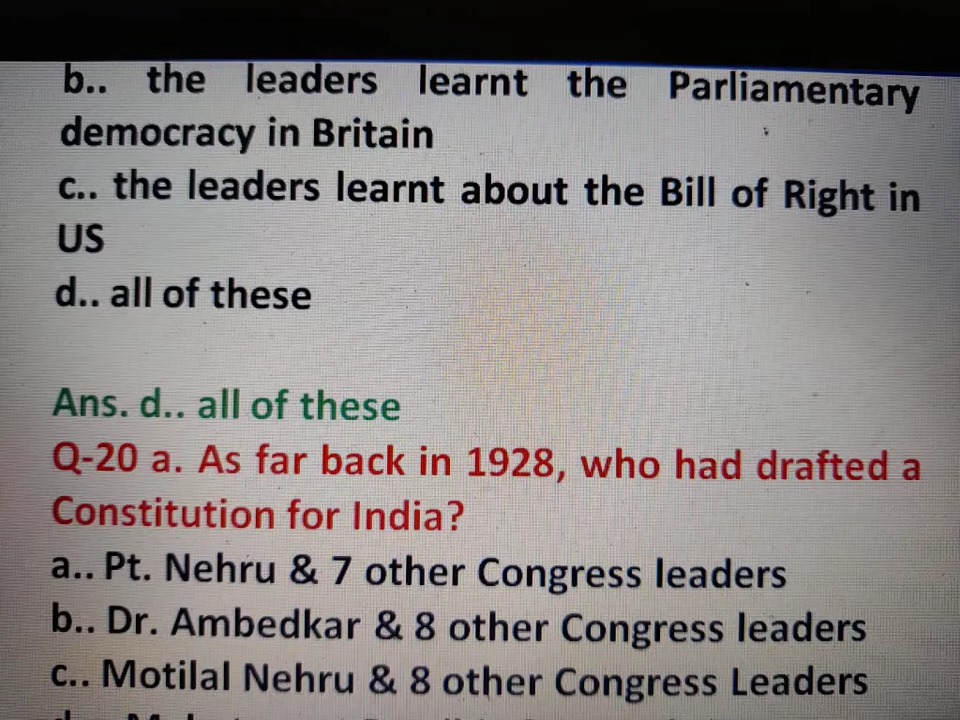 b.. the leaders learnt the Parliamentary
democracy in Britain
c.. the leaders learnt about the Bill of Right in
US
d.. all of these
Ans. d.. all of these
Q-20 a. As far back in 1928, who had drafted a
Constitution for India?
a.. Pt. Nehru & 7 other Congress leaders
b.. Dr. Ambedkar & 8 other Congress leaders
c.. Motilal Nehru & 8 other Congress Leaders